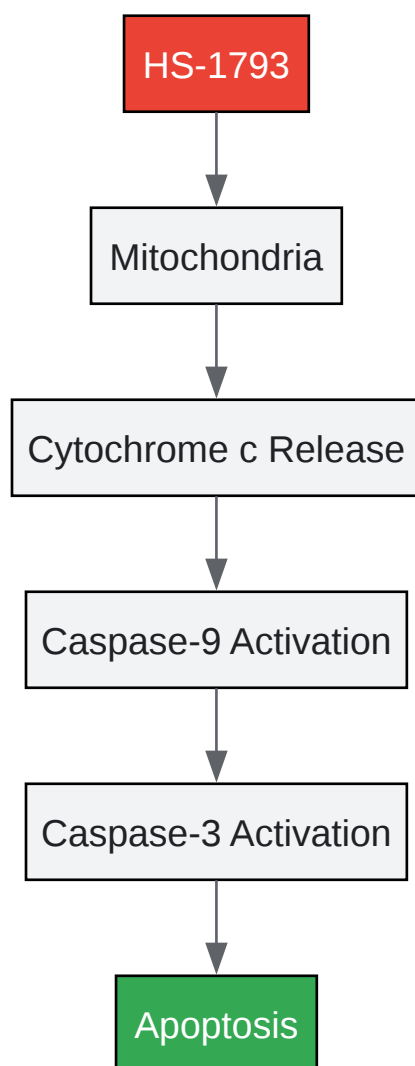 HS-1793
Mitochondria
Cytochrome c Release
Caspase-9 Activation
Caspase-3 Activation
Apoptosis